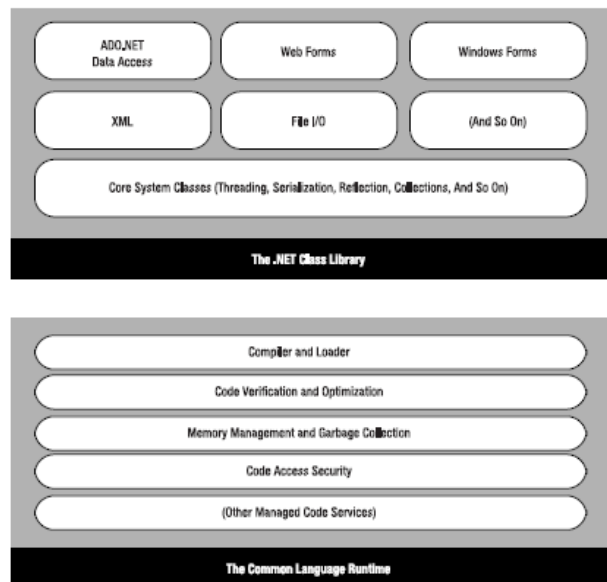 ADO.NET
Data Access
Web Forms
Windows Forms
XML
File I/O
(And So On)
Core System Classes (Threading, Serialization, Reflection, Collections, And So On)
The .NET Class Library
Compiler and Loader
Code Verification and Optimization
Memory Management and Garbage Collection
Code Access Security
(Other Managed Code Services)
The Common Language Runtime